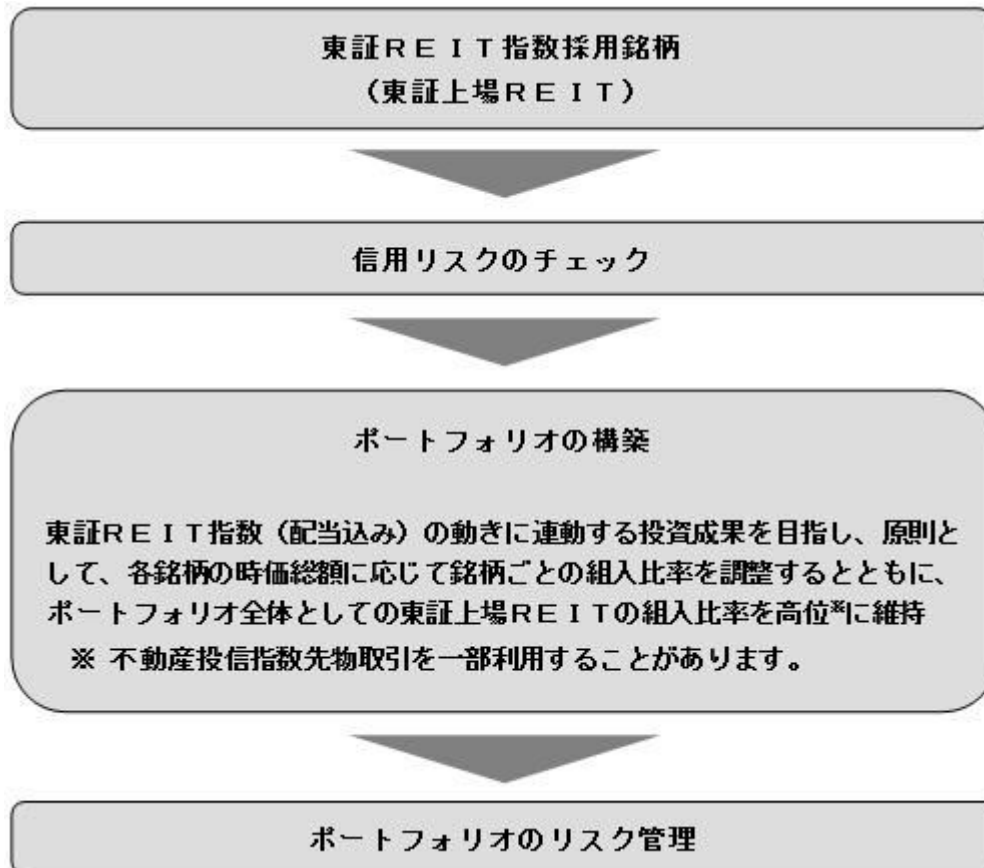 東証ＲＥＩＴ指数採用銘柄
（東証上場ＲＥＩＴ）
信用リスクのチェック
ポートフォリオの構築
東証ＲＥＩＴ指数（配当込み）の動きに連動する投資成果を目指し、原則と
して、各銘柄の時価総額に応じて銘柄ごとの組入比率を調整するとともに、
ポートフォリオ全体としての東証上場ＲＥＩＴの組入比率を高位※に維持
※ 不動産投信指数先物取引を一部利用することがあります。
ポートフォリオのリスク管理